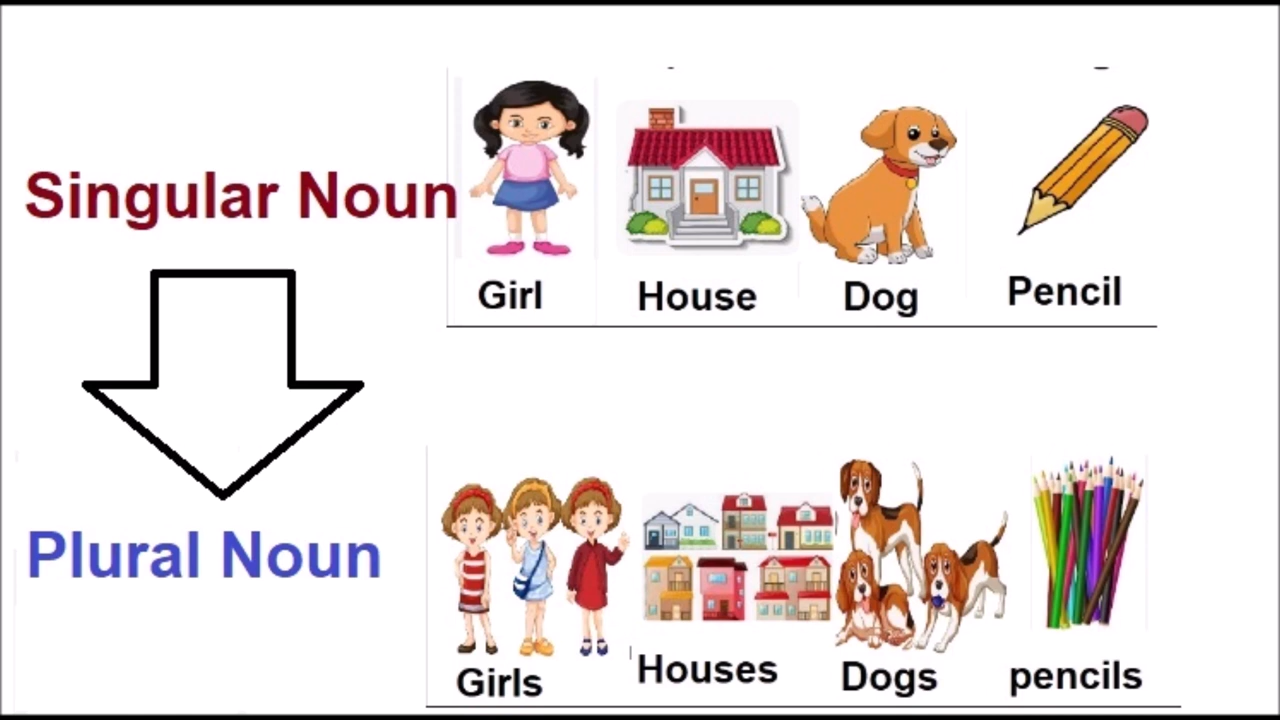 Singular Noun
Girl House Dog Pencil
Plural Noun
Girls Houses Dogs pencils